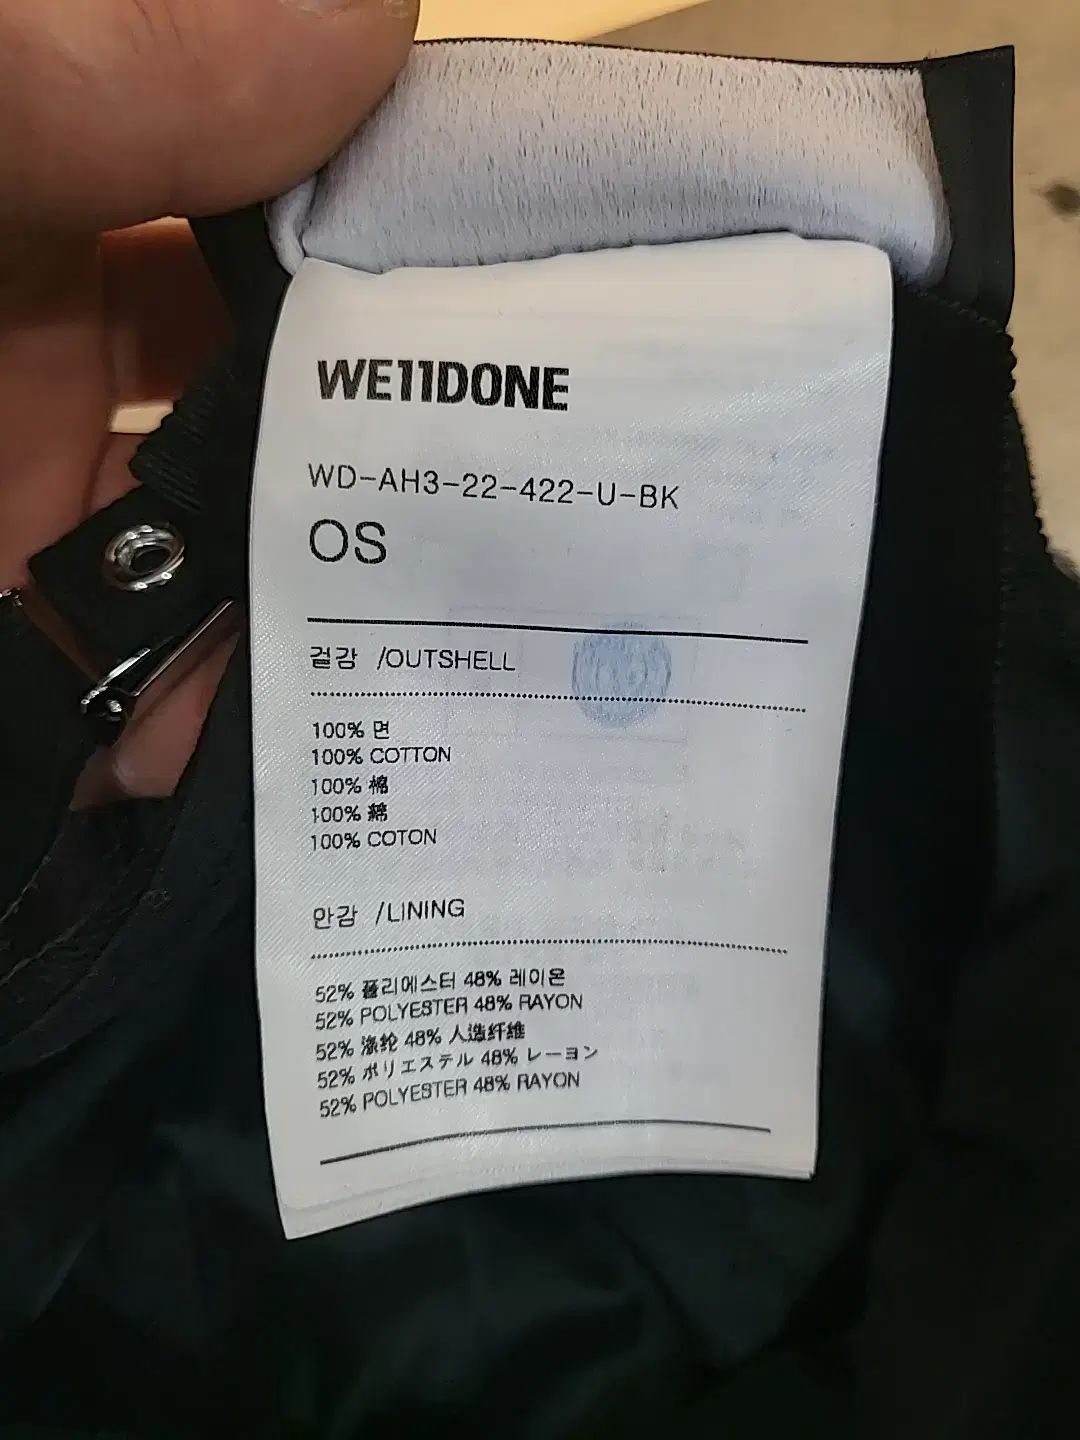 WE11DONE
WD-AH3-22-422-U-BK
OS
겉감 /OUTSHELL
100% 면
100% COTTON
100% 棉
100% 綿
100% COTON
안감 /LINING
52% 폴리에스터 48% 레이온
52% POLYESTER 48% RAYON
52% 涤纶 48% 人造纤维
52% ポリエステル 48% レーヨン
52% POLYESTER 48% RAYON